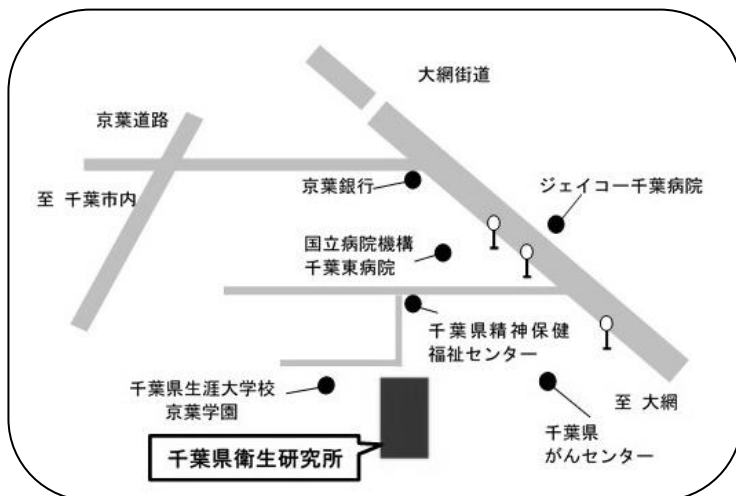 大網街道
京葉道路
京葉銀行
ジェイコー千葉病院
至 千葉市内
国立病院機構
千葉東病院
千葉県精神保健
福祉センター
千葉県生涯大学校
京葉学園
至 大網
千葉県
がんセンター
千葉県衛生研究所